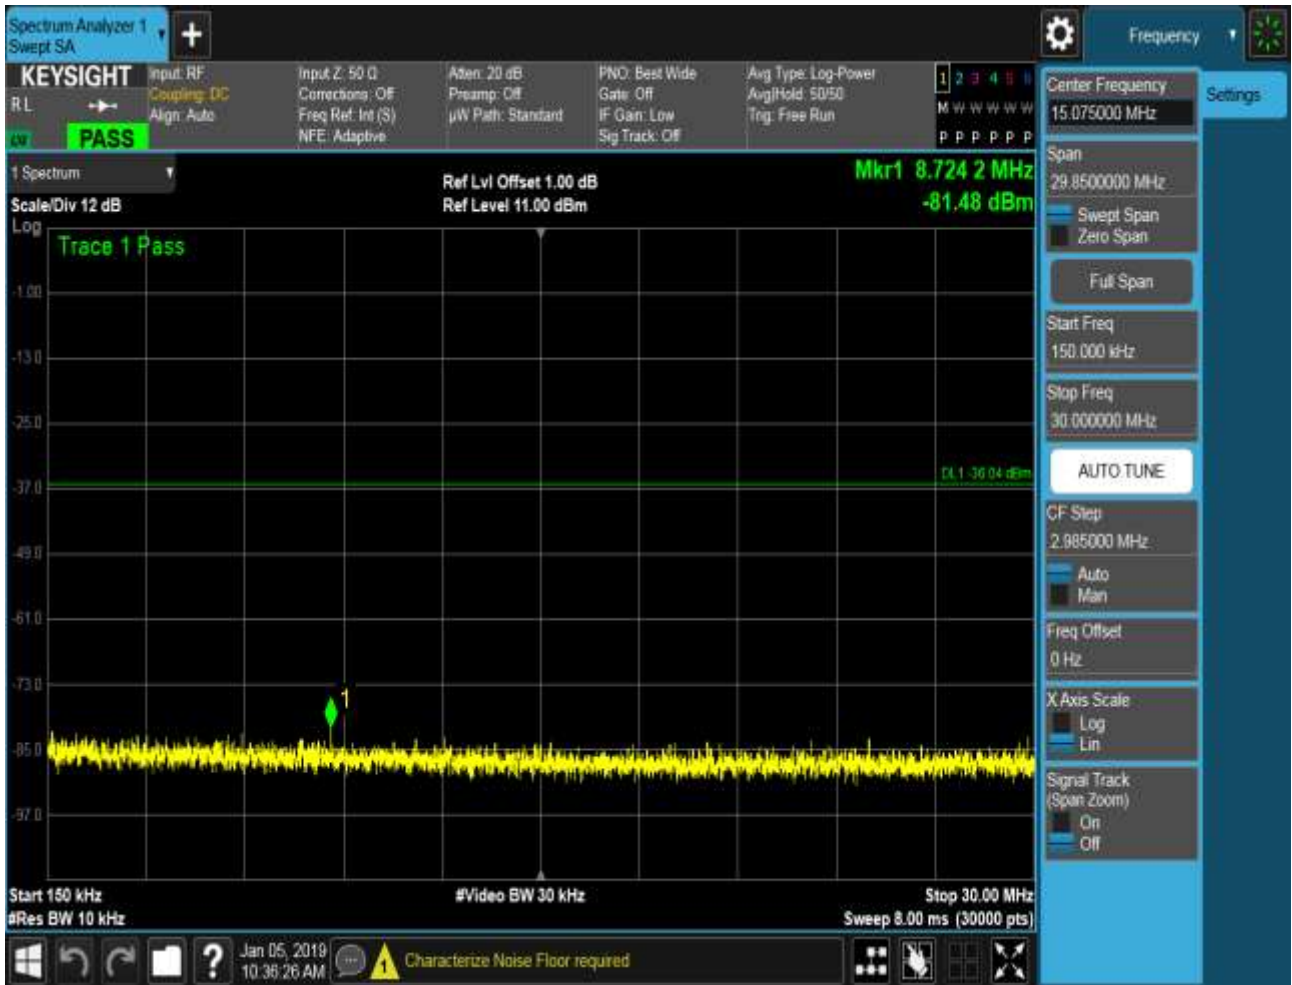 Spectrum Analyzer 1
Swept SA
Frequency
KEYSIGHT
RL
PASS
Input: RF
Coupling: DC
Align: Auto
Input Z: 50 Ω
Corrections: Off
Freq Ref: Int (S)
NFE: Adaptive
Atten: 20 dB
Preamp: Off
µW Path: Standard
PNO: Best Wide
Gate: Off
IF Gain: Low
Sig Track: Off
Avg Type: Log-Power
Avg|Hold: 50/50
Trig: Free Run
1 2 3 4 5 6
M W W W W W
P P P P P P
1 Spectrum
Scale/Div 12 dB
Ref Lvl Offset 1.00 dB
Ref Level 11.00 dBm
Mkr1 8.724 2 MHz
-81.48 dBm
Log
Trace 1 Pass
-1.00
-13.0
-25.0
-37.0
-49.0
-61.0
-73.0
-85.0
-97.0
DL1 -36.04 dBm
1
Start 150 kHz
#Res BW 10 kHz
#Video BW 30 kHz
Stop 30.00 MHz
Sweep 8.00 ms (30000 pts)
Center Frequency
15.075000 MHz
Settings
Span
29.8500000 MHz
Swept Span
Zero Span
Full Span
Start Freq
150.000 kHz
Stop Freq
30.000000 MHz
AUTO TUNE
CF Step
2.985000 MHz
Auto
Man
Freq Offset
0 Hz
X Axis Scale
Log
Lin
Signal Track
(Span Zoom)
On
Off
?
Jan 05, 2019
10:36:26 AM
1
Characterize Noise Floor required